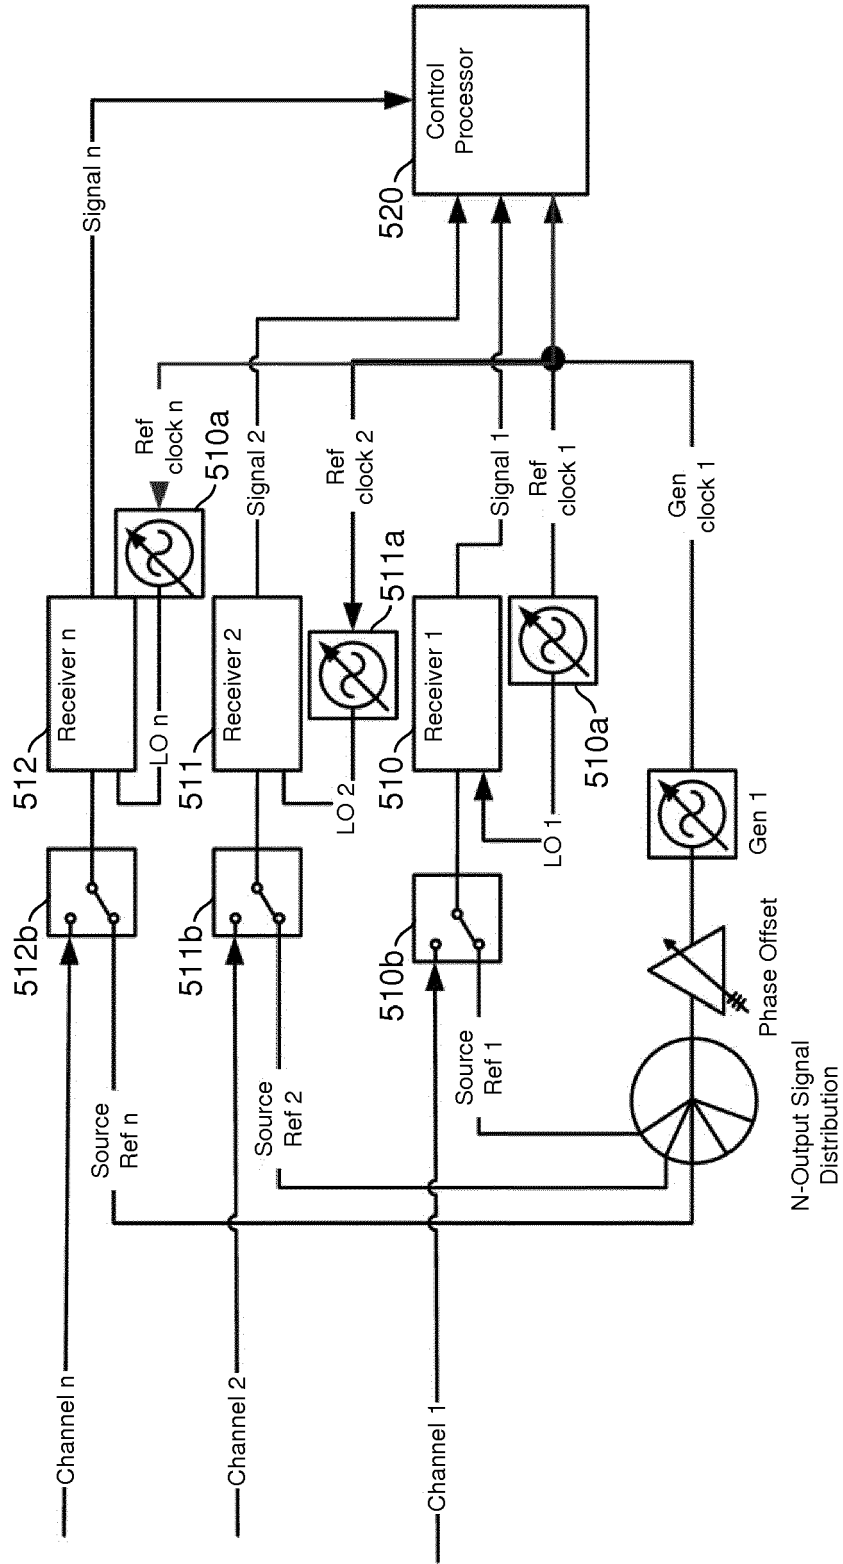 Channel n
Source
Ref n
512b
512
Receiver n
LO n
Ref
clock n
510a
Signal n
Channel 2
Source
Ref 2
511b
511
Receiver 2
LO 2
Signal 2
Ref
clock 2
511a
Channel 1
Source
Ref 1
510b
510
Receiver 1
LO 1
510a
Signal 1
Ref
clock 1
520
Control
Processor
N-Output Signal
Distribution
Phase Offset
Gen 1
Gen
clock 1